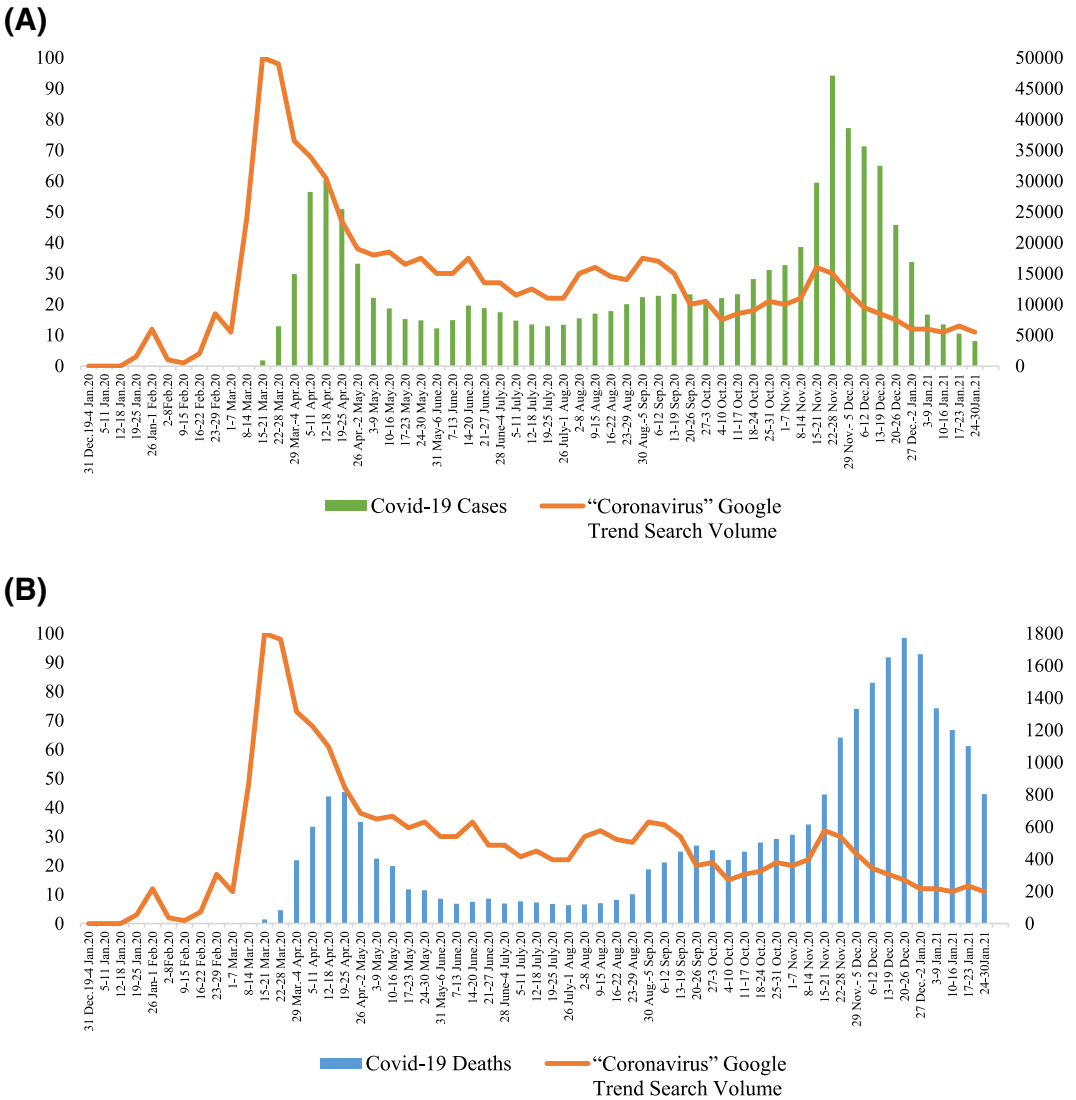 (A)
100
90
80
70
60
50
40
30
20
10
0
50000
45000
40000
35000
30000
25000
20000
15000
10000
5000
0
31 Dec.19-4 Jan.20
5-11 Jan.20
12-18 Jan.20
19-25 Jan.20
26 Jan-1 Feb.20
2-8Feb.20
9-15 Feb.20
16-22 Feb.20
23-29 Feb.20
1-7 Mar.20
8-14 Mar.20
15-21 Mar.20
22-28 Mar.20
29 Mar.-4 Apr.20
5-11 Apr.20
12-18 Apr.20
19-25 Apr.20
26 Apr.-2 May.20
3-9 May.20
10-16 May.20
17-23 May.20
24-30 May.20
31 May-6 June.20
7-13 June.20
14-20 June.20
21-27 June.20
28 June-4 July.20
5-11 July.20
12-18 July.20
19-25 July.20
26 July-1 Aug.20
2-8 Aug.20
9-15 Aug.20
16-22 Aug.20
23-29 Aug.20
30 Aug.-5 Sep.20
6-12 Sep.20
13-19 Sep.20
20-26 Sep.20
27-3 Oct.20
4-10 Oct.20
11-17 Oct.20
18-24 Oct.20
25-31 Oct.20
1-7 Nov.20
8-14 Nov.20
15-21 Nov.20
22-28 Nov.20
29 Nov.- 5 Dec.20
6-12 Dec.20
13-19 Dec.20
20-26 Dec.20
27 Dec.-2 Jan.20
3-9 Jan.21
10-16 Jan.21
17-23 Jan.21
24-30Jan.21
Covid-19 Cases
“Coronavirus” Google
Trend Search Volume
(B)
100
90
80
70
60
50
40
30
20
10
0
1800
1600
1400
1200
1000
800
600
400
200
0
31 Dec.19-4 Jan.20
5-11 Jan.20
12-18 Jan.20
19-25 Jan.20
26 Jan-1 Feb.20
2-8Feb.20
9-15 Feb.20
16-22 Feb.20
23-29 Feb.20
1-7 Mar.20
8-14 Mar.20
15-21 Mar.20
22-28 Mar.20
29 Mar.-4 Apr.20
5-11 Apr.20
12-18 Apr.20
19-25 Apr.20
26 Apr.-2 May.20
3-9 May.20
10-16 May.20
17-23 May.20
24-30 May.20
31 May-6 June.20
7-13 June.20
14-20 June.20
21-27 June.20
28 June-4 July.20
5-11 July.20
12-18 July.20
19-25 July.20
26 July-1 Aug.20
2-8 Aug.20
9-15 Aug.20
16-22 Aug.20
23-29 Aug.20
30 Aug.-5 Sep.20
6-12 Sep.20
13-19 Sep.20
20-26 Sep.20
27-3 Oct.20
4-10 Oct.20
11-17 Oct.20
18-24 Oct.20
25-31 Oct.20
1-7 Nov.20
8-14 Nov.20
15-21 Nov.20
22-28 Nov.20
29 Nov.- 5 Dec.20
6-12 Dec.20
13-19 Dec.20
20-26 Dec.20
27 Dec.-2 Jan.20
3-9 Jan.21
10-16 Jan.21
17-23 Jan.21
24-30Jan.21
Covid-19 Deaths
“Coronavirus” Google
Trend Search Volume